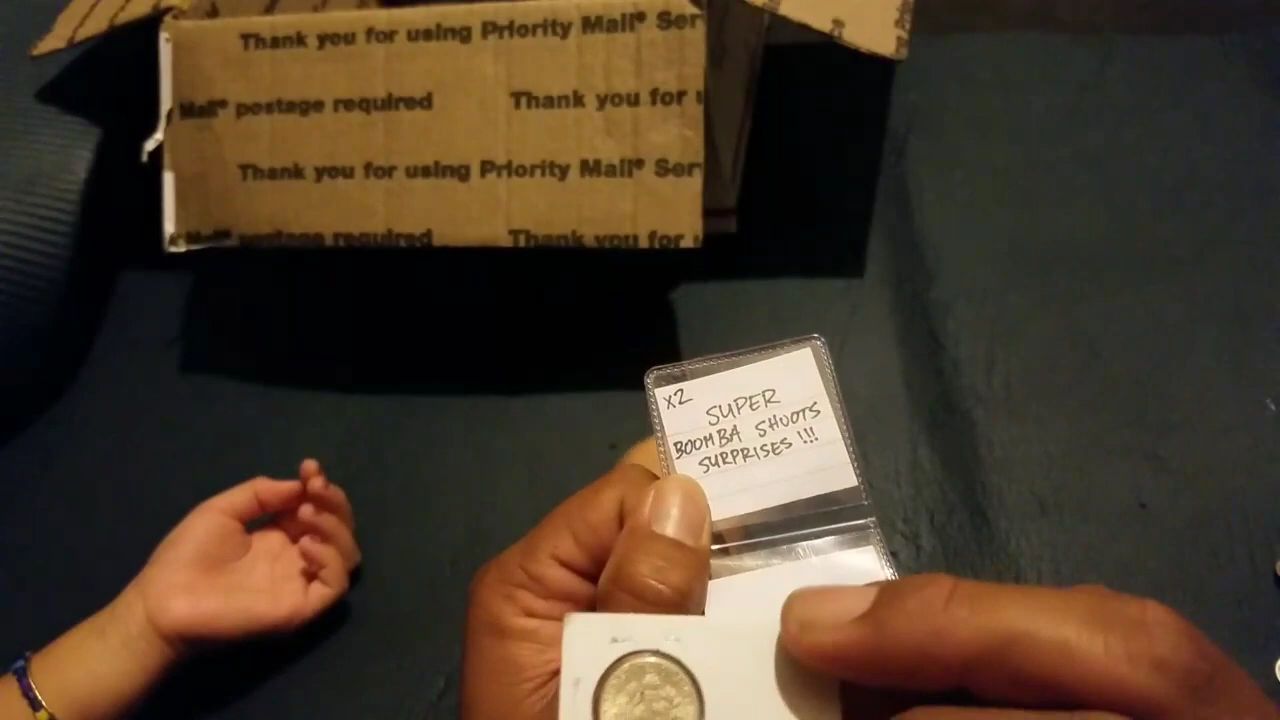 Thank you for using Priority Mail® Ser
Mail® postage required Thank you for
Thank you for using Priority Mail® Ser
postage required Thank you for
x2
SUPER
BOOMBA SHOOTS
SURPRISES !!!